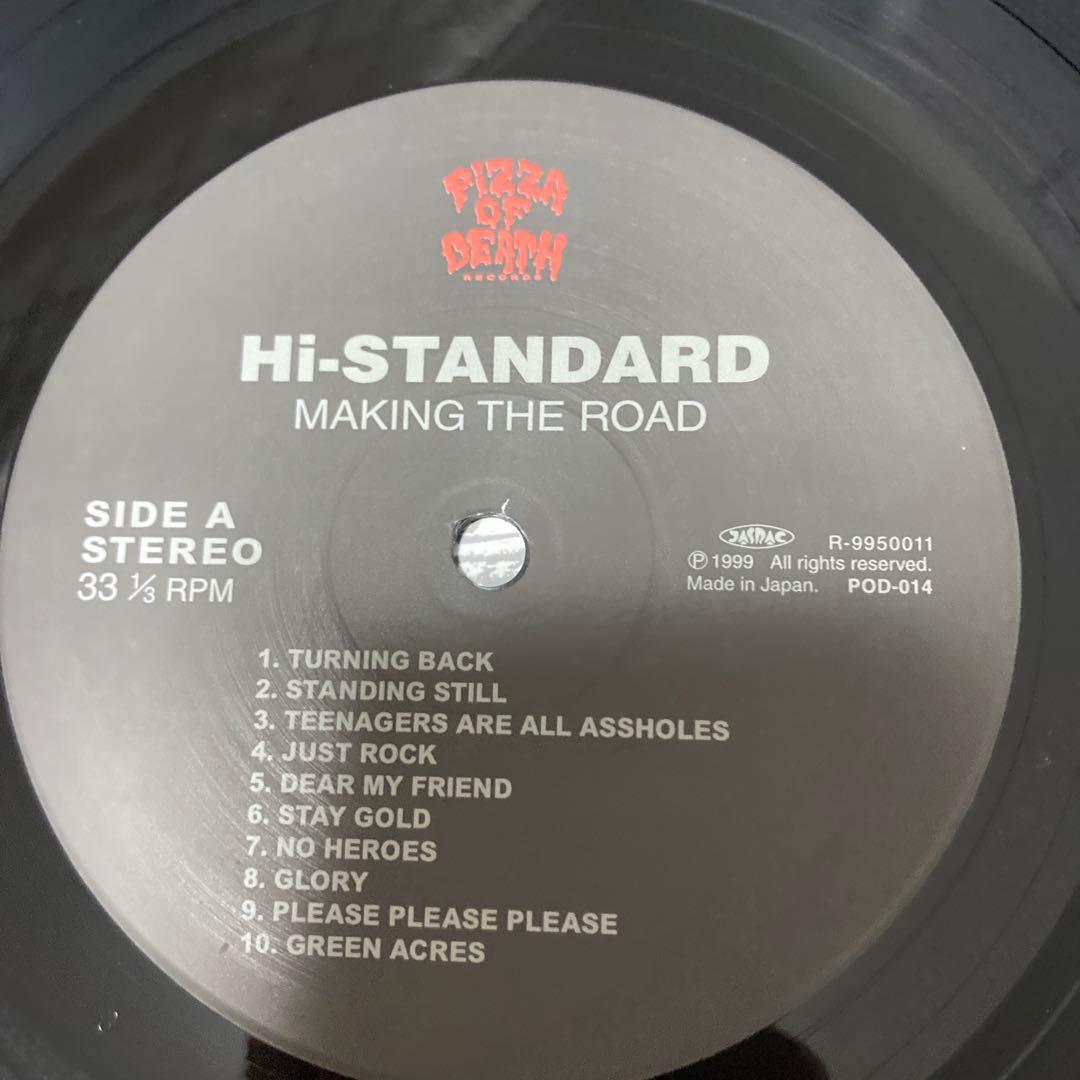 PIZZA
OF
DEATH
RECORDS
Hi-STANDARD
MAKING THE ROAD
SIDE A
STEREO
33 1/3 RPM
JASRAC R-9950011
℗ 1999 All rights reserved.
Made in Japan. POD-014
1. TURNING BACK
2. STANDING STILL
3. TEENAGERS ARE ALL ASSHOLES
4. JUST ROCK
5. DEAR MY FRIEND
6. STAY GOLD
7. NO HEROES
8. GLORY
9. PLEASE PLEASE PLEASE
10. GREEN ACRES